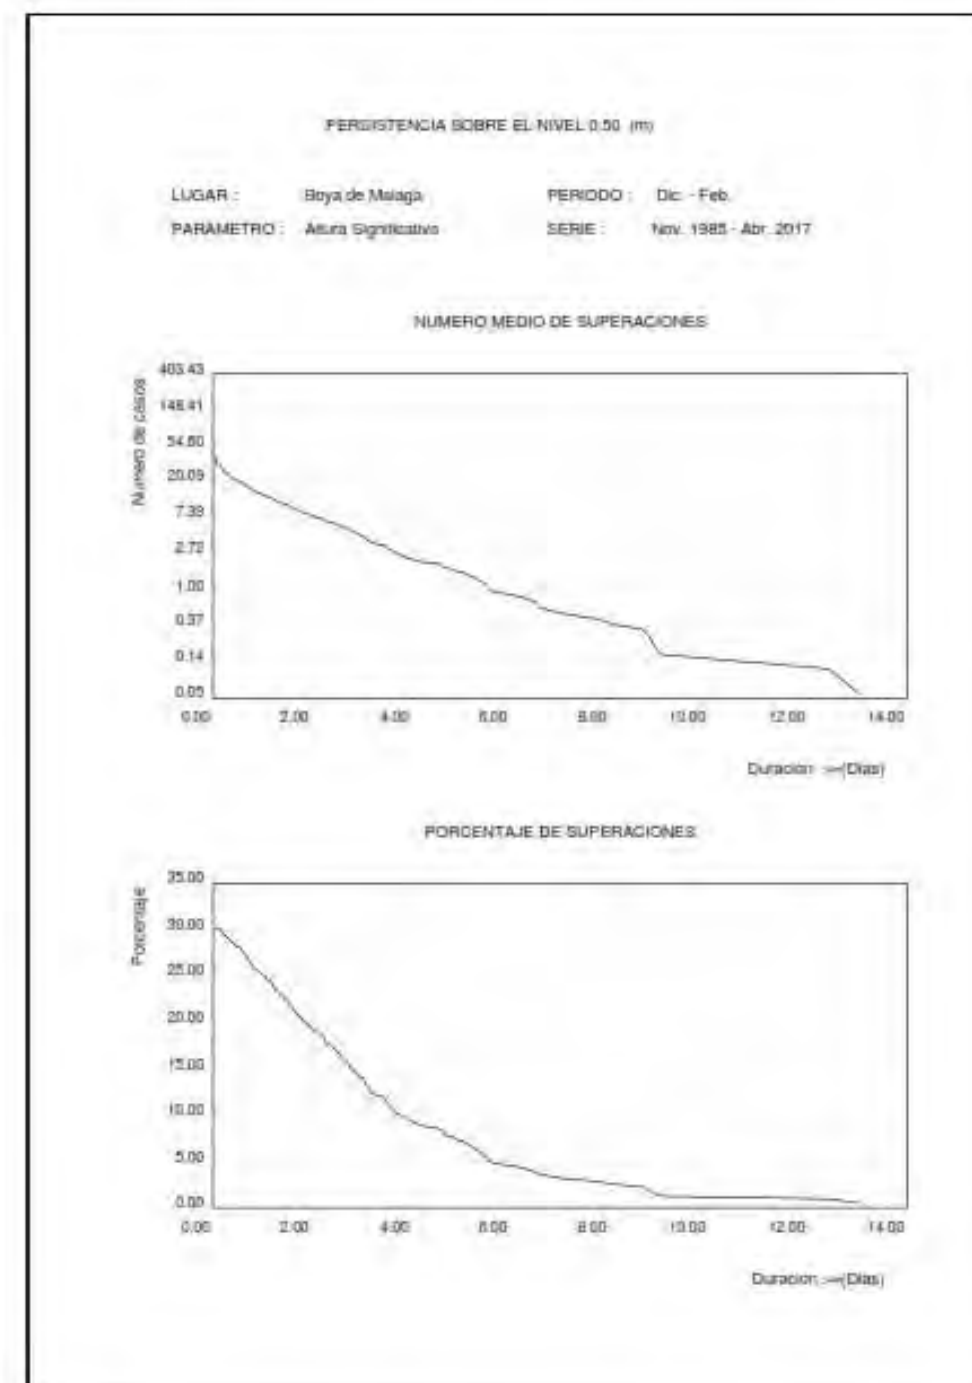 PERSISTENCIA SOBRE EL NIVEL 0.50 (m)
LUGAR : Boya de Malaga PERIODO : Dic. - Feb.
PARAMETRO : Altura Significativa SERIE : Nov. 1985 - Abr. 2017
NUMERO MEDIO DE SUPERACIONES
Numero de casos
403.43
148.41
54.60
20.09
7.39
2.72
1.00
0.37
0.14
0.05
0.00 2.00 4.00 6.00 8.00 10.00 12.00 14.00
Duración >=(Días)
PORCENTAJE DE SUPERACIONES
Porcentaje
35.00
30.00
25.00
20.00
15.00
10.00
5.00
0.00
0.00 2.00 4.00 6.00 8.00 10.00 12.00 14.00
Duración >=(Días)